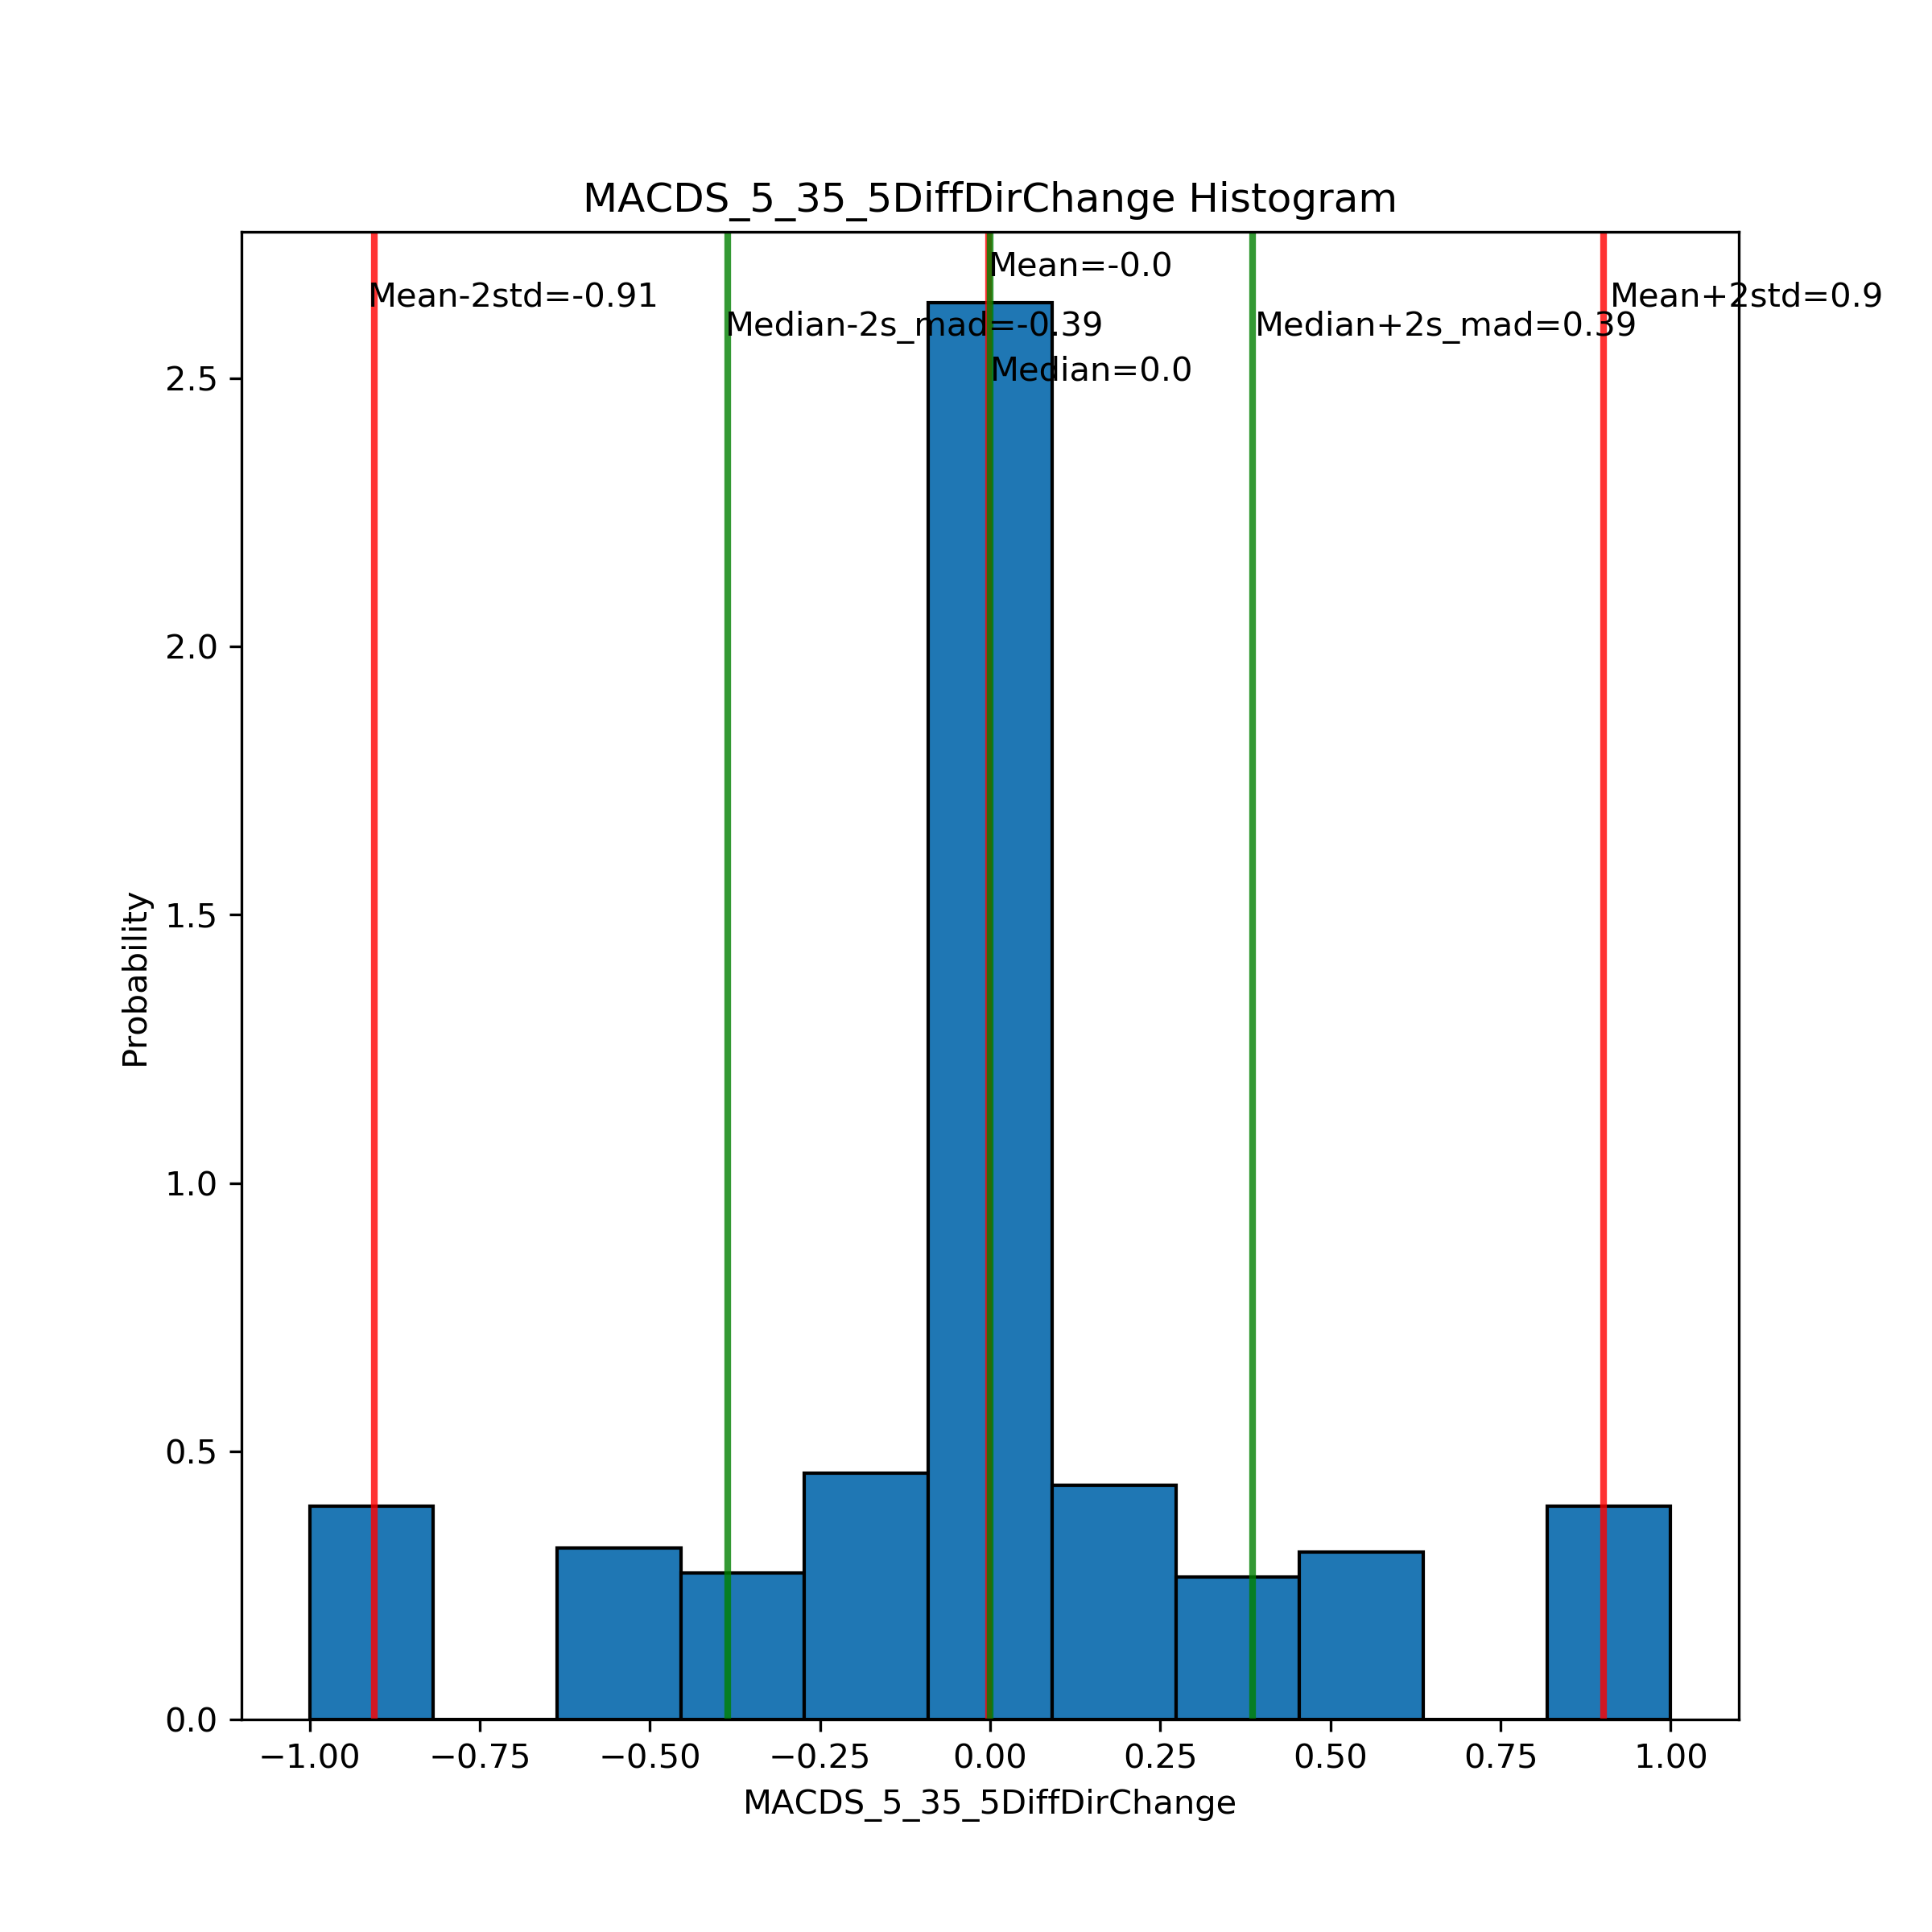 MACDS_5_35_5DiffDirChange Histogram
Mean=-0.0
Mean-2std=-0.91
Mean+2std=0.9
Median-2s_mad=-0.39
Median+2s_mad=0.39
Median=0.0
2.5
2.0
1.5
1.0
0.5
0.0
Probability
−1.00 −0.75 −0.50 −0.25 0.00 0.25 0.50 0.75 1.00
MACDS_5_35_5DiffDirChange